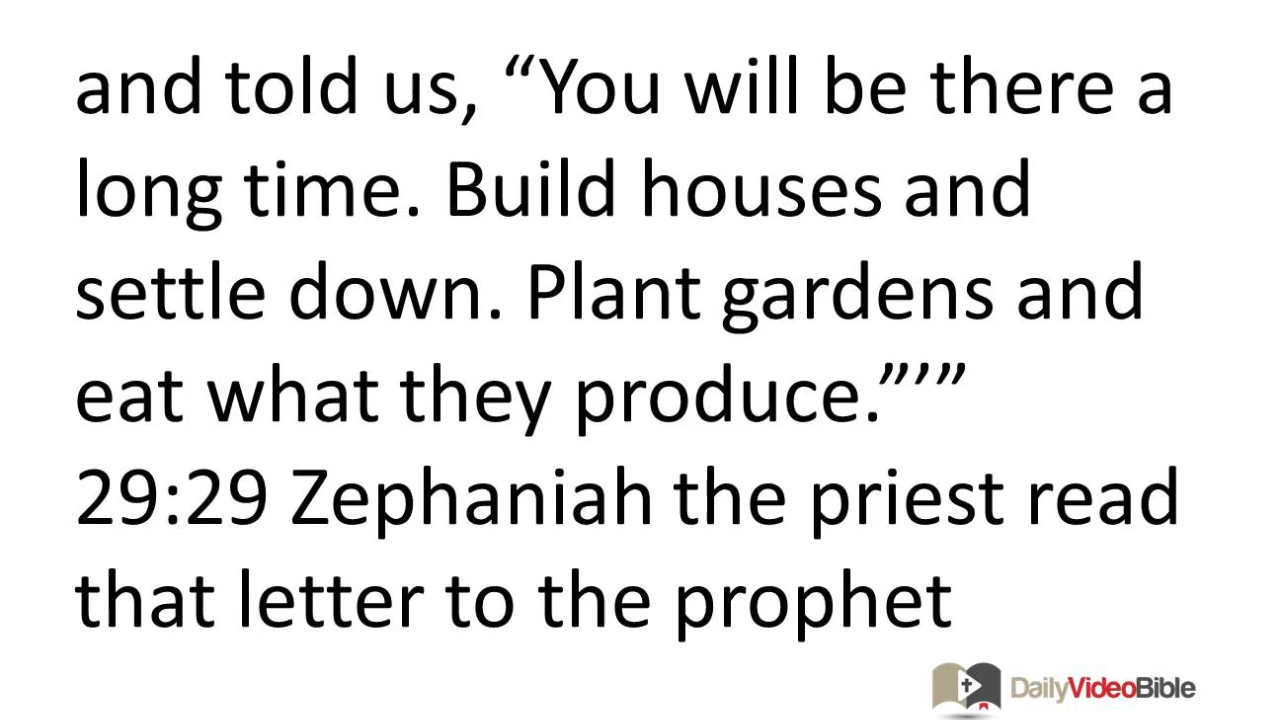 and told us, “You will be there a
long time. Build houses and
settle down. Plant gardens and
eat what they produce.”’”
29:29 Zephaniah the priest read
that letter to the prophet
DailyVideoBible